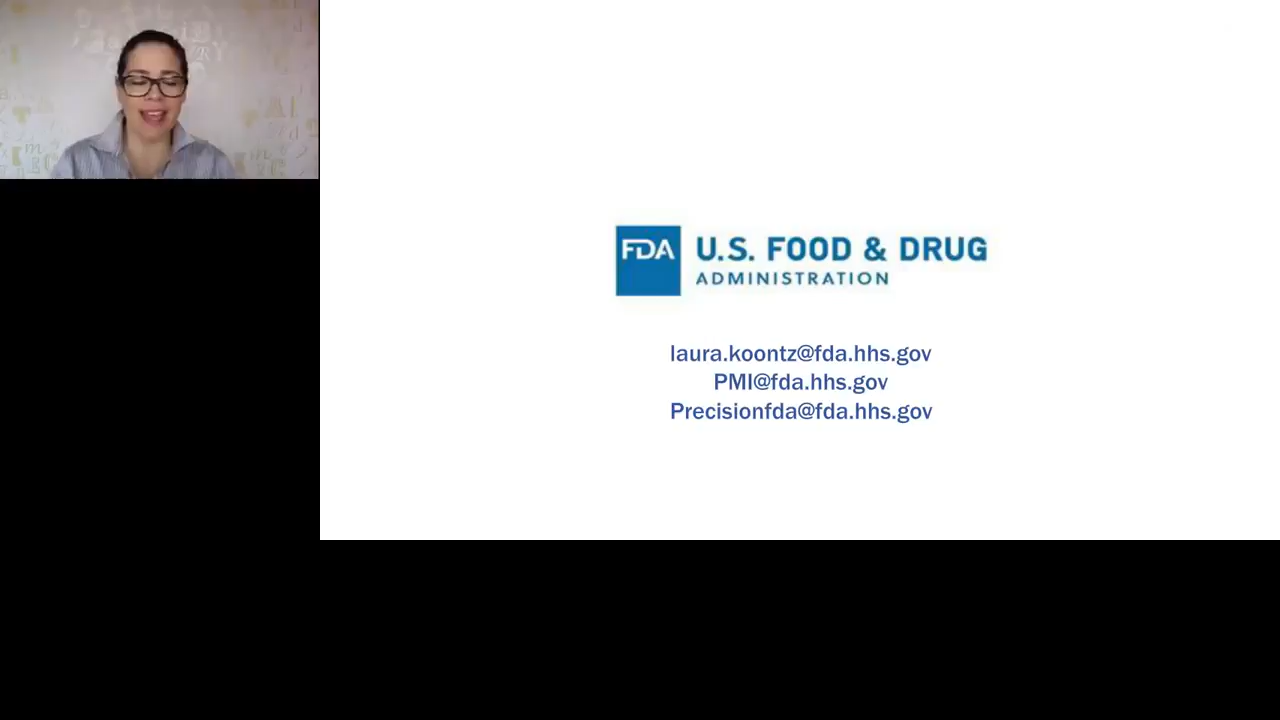 FDA
U.S. FOOD & DRUG
ADMINISTRATION
laura.koontz@fda.hhs.gov
PMI@fda.hhs.gov
Precisionfda@fda.hhs.gov